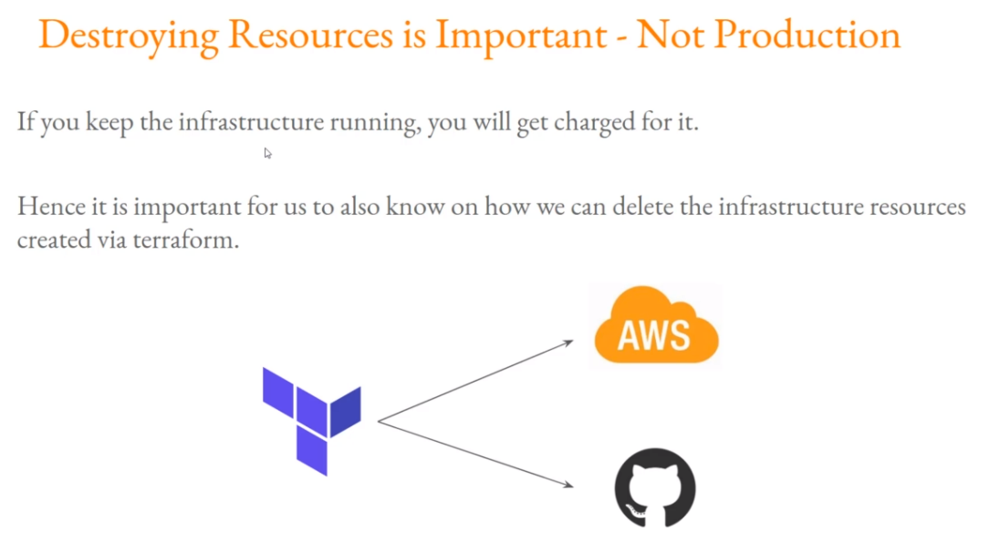 Destroying Resources is Important - Not Production
If you keep the infrastructure running, you will get charged for it.
Hence it is important for us to also know on how we can delete the infrastructure resources
created via terraform.
AWS